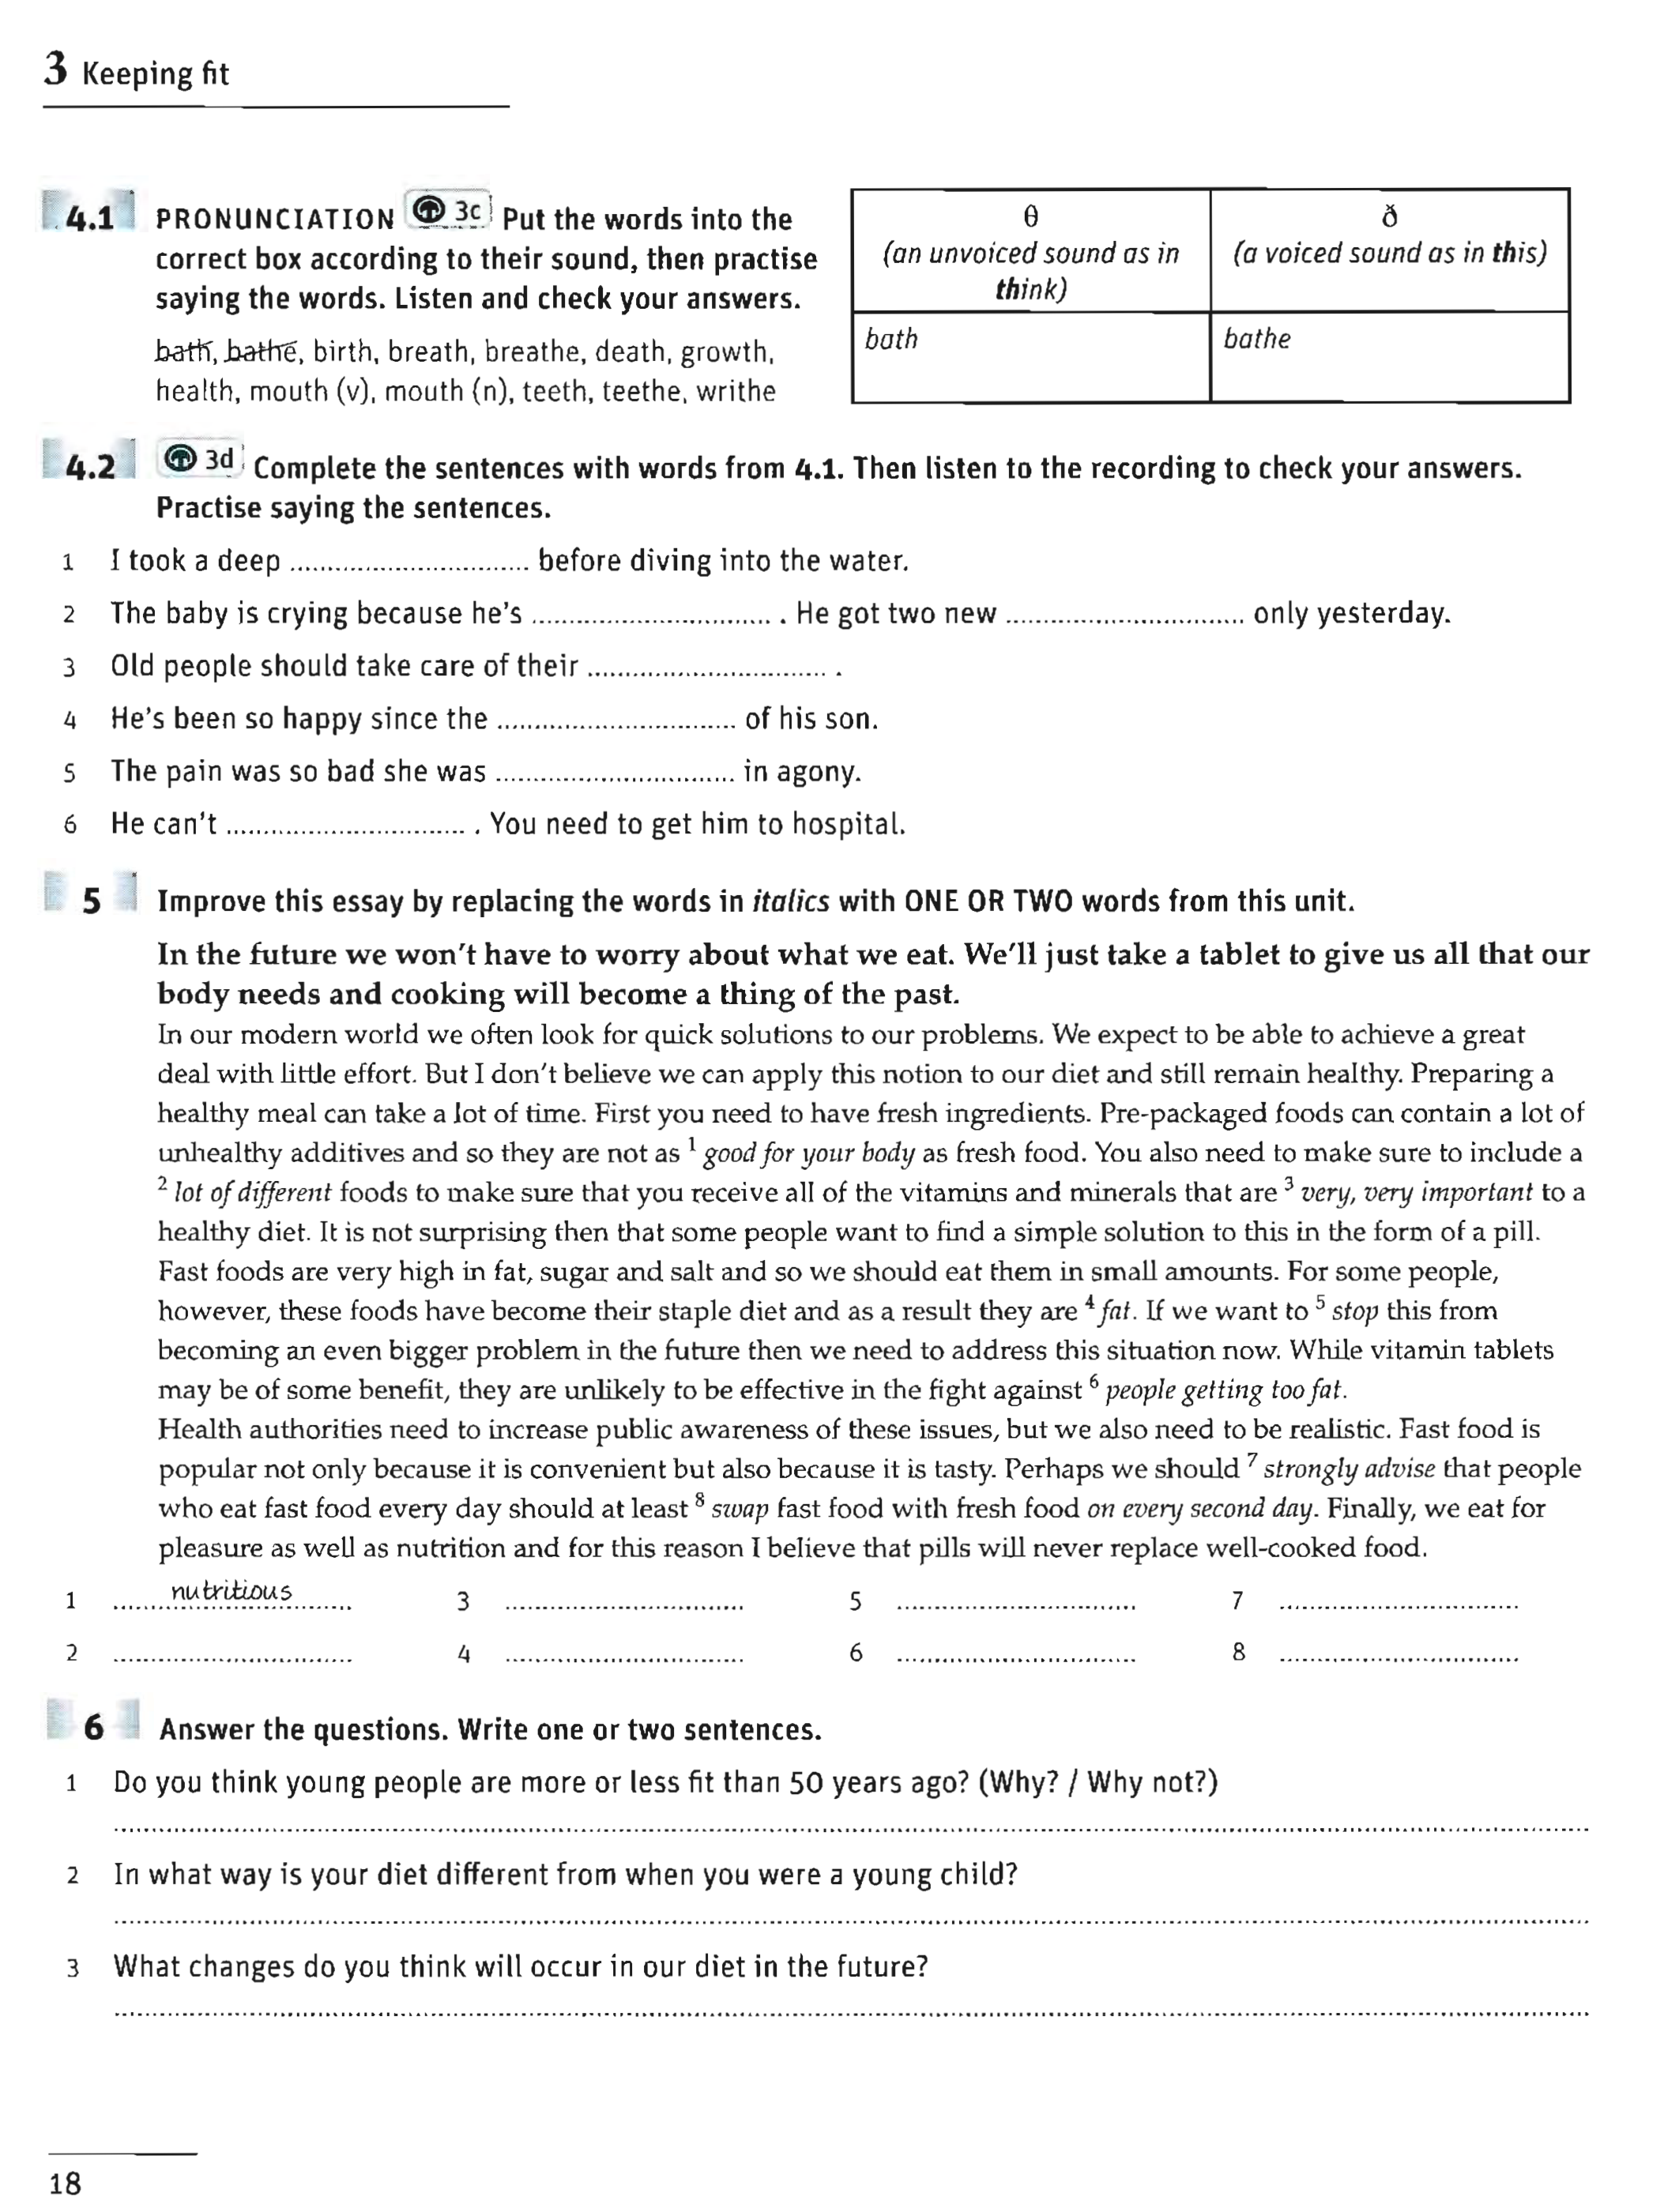 3 Keeping fit
4.1 PRONUNCIATION 3c Put the words into the
correct box according to their sound, then practise
saying the words. Listen and check your answers.
bath, bathe, birth, breath, breathe, death, growth,
health, mouth (v), mouth (n), teeth, teethe, writhe
θ
(an unvoiced sound as in
think)
ð
(a voiced sound as in this)
bath
bathe
4.2 3d Complete the sentences with words from 4.1. Then listen to the recording to check your answers.
Practise saying the sentences.
1 I took a deep ............................... before diving into the water.
2 The baby is crying because he's ............................... . He got two new ............................... only yesterday.
3 Old people should take care of their ............................... .
4 He's been so happy since the ............................... of his son.
5 The pain was so bad she was ............................... in agony.
6 He can't ............................... . You need to get him to hospital.
5 Improve this essay by replacing the words in italics with ONE OR TWO words from this unit.
In the future we won't have to worry about what we eat. We'll just take a tablet to give us all that our
body needs and cooking will become a thing of the past.
In our modern world we often look for quick solutions to our problems. We expect to be able to achieve a great
deal with little effort. But I don't believe we can apply this notion to our diet and still remain healthy. Preparing a
healthy meal can take a lot of time. First you need to have fresh ingredients. Pre-packaged foods can contain a lot of
unhealthy additives and so they are not as 1 good for your body as fresh food. You also need to make sure to include a
2 lot of different foods to make sure that you receive all of the vitamins and minerals that are 3 very, very important to a
healthy diet. It is not surprising then that some people want to find a simple solution to this in the form of a pill.
Fast foods are very high in fat, sugar and salt and so we should eat them in small amounts. For some people,
however, these foods have become their staple diet and as a result they are 4 fat. If we want to 5 stop this from
becoming an even bigger problem in the future then we need to address this situation now. While vitamin tablets
may be of some benefit, they are unlikely to be effective in the fight against 6 people getting too fat.
Health authorities need to increase public awareness of these issues, but we also need to be realistic. Fast food is
popular not only because it is convenient but also because it is tasty. Perhaps we should 7 strongly advise that people
who eat fast food every day should at least 8 swap fast food with fresh food on every second day. Finally, we eat for
pleasure as well as nutrition and for this reason I believe that pills will never replace well-cooked food.
1 nutritious 3 ............................... 5 ............................... 7 ...............................
2 ............................... 4 ............................... 6 ............................... 8 ...............................
6 Answer the questions. Write one or two sentences.
1 Do you think young people are more or less fit than 50 years ago? (Why? / Why not?)
2 In what way is your diet different from when you were a young child?
3 What changes do you think will occur in our diet in the future?
18